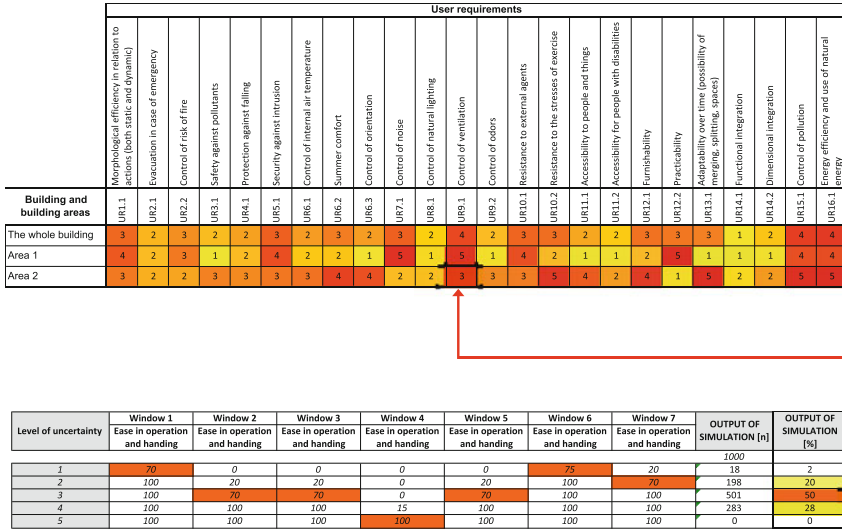 User requirements
Morphological efficiency in relation to
actions (both static and dynamic)
Evacuation in case of emergency
Control of risk of fire
Safety against pollutants
Protection against falling
Security against intrusion
Control of internal air temperature
Summer comfort
Control of orientation
Control of noise
Control of natural lighting
Control of ventilation
Control of odors
Resistance to external agents
Resistance to the stresses of exercise
Accessibility to people and things
Accessibility for people with disabilities
Furnishability
Practicability
Adaptability over time (possibility of
merging, splitting, spaces)
Functional integration
Dimensional integration
Control of pollution
Energy efficiency and use of natural
energy
Building and
building areas
UR1.1 UR2.1 UR2.2 UR3.1 UR4.1 UR5.1 UR6.1 UR6.2 UR6.3 UR7.1 UR8.1 UR9.1 UR9.2 UR10.1 UR10.2 UR11.1 UR11.2 UR12.1 UR12.2 UR13.1 UR14.1 UR14.2 UR15.1 UR16.1
The whole building 3 2 3 2 2 3 2 3 2 3 2 4 2 3 3 2 2 3 3 3 1 2 4 4
Area 1 4 2 3 1 2 4 2 2 1 5 1 5 1 4 2 1 1 2 5 1 1 1 4 4
Area 2 3 2 2 2 3 3 3 4 4 2 2 3 3 3 5 4 2 4 1 5 2 2 5 5
Level of uncertainty
Window 1 Window 2 Window 3 Window 4 Window 5 Window 6 Window 7
Ease in operation Ease in operation Ease in operation Ease in operation Ease in operation Ease in operation Ease in operation
and handing and handing and handing and handing and handing and handing and handing
OUTPUT OF
SIMULATION [n]
OUTPUT OF
SIMULATION
[%]
1000
1 70 0 0 0 0 75 20 18 2
2 100 20 20 0 20 100 70 198 20
3 100 70 70 0 70 100 100 501 50
4 100 100 100 15 100 100 100 283 28
5 100 100 100 100 100 100 100 0 0